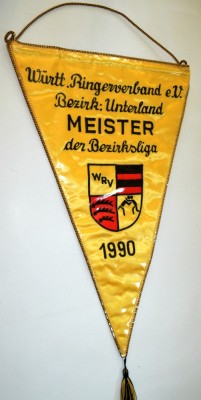 Württ. Ringerverband e.V.
Bezirk: Unterland
MEISTER
der Bezirksliga
WRV
1990